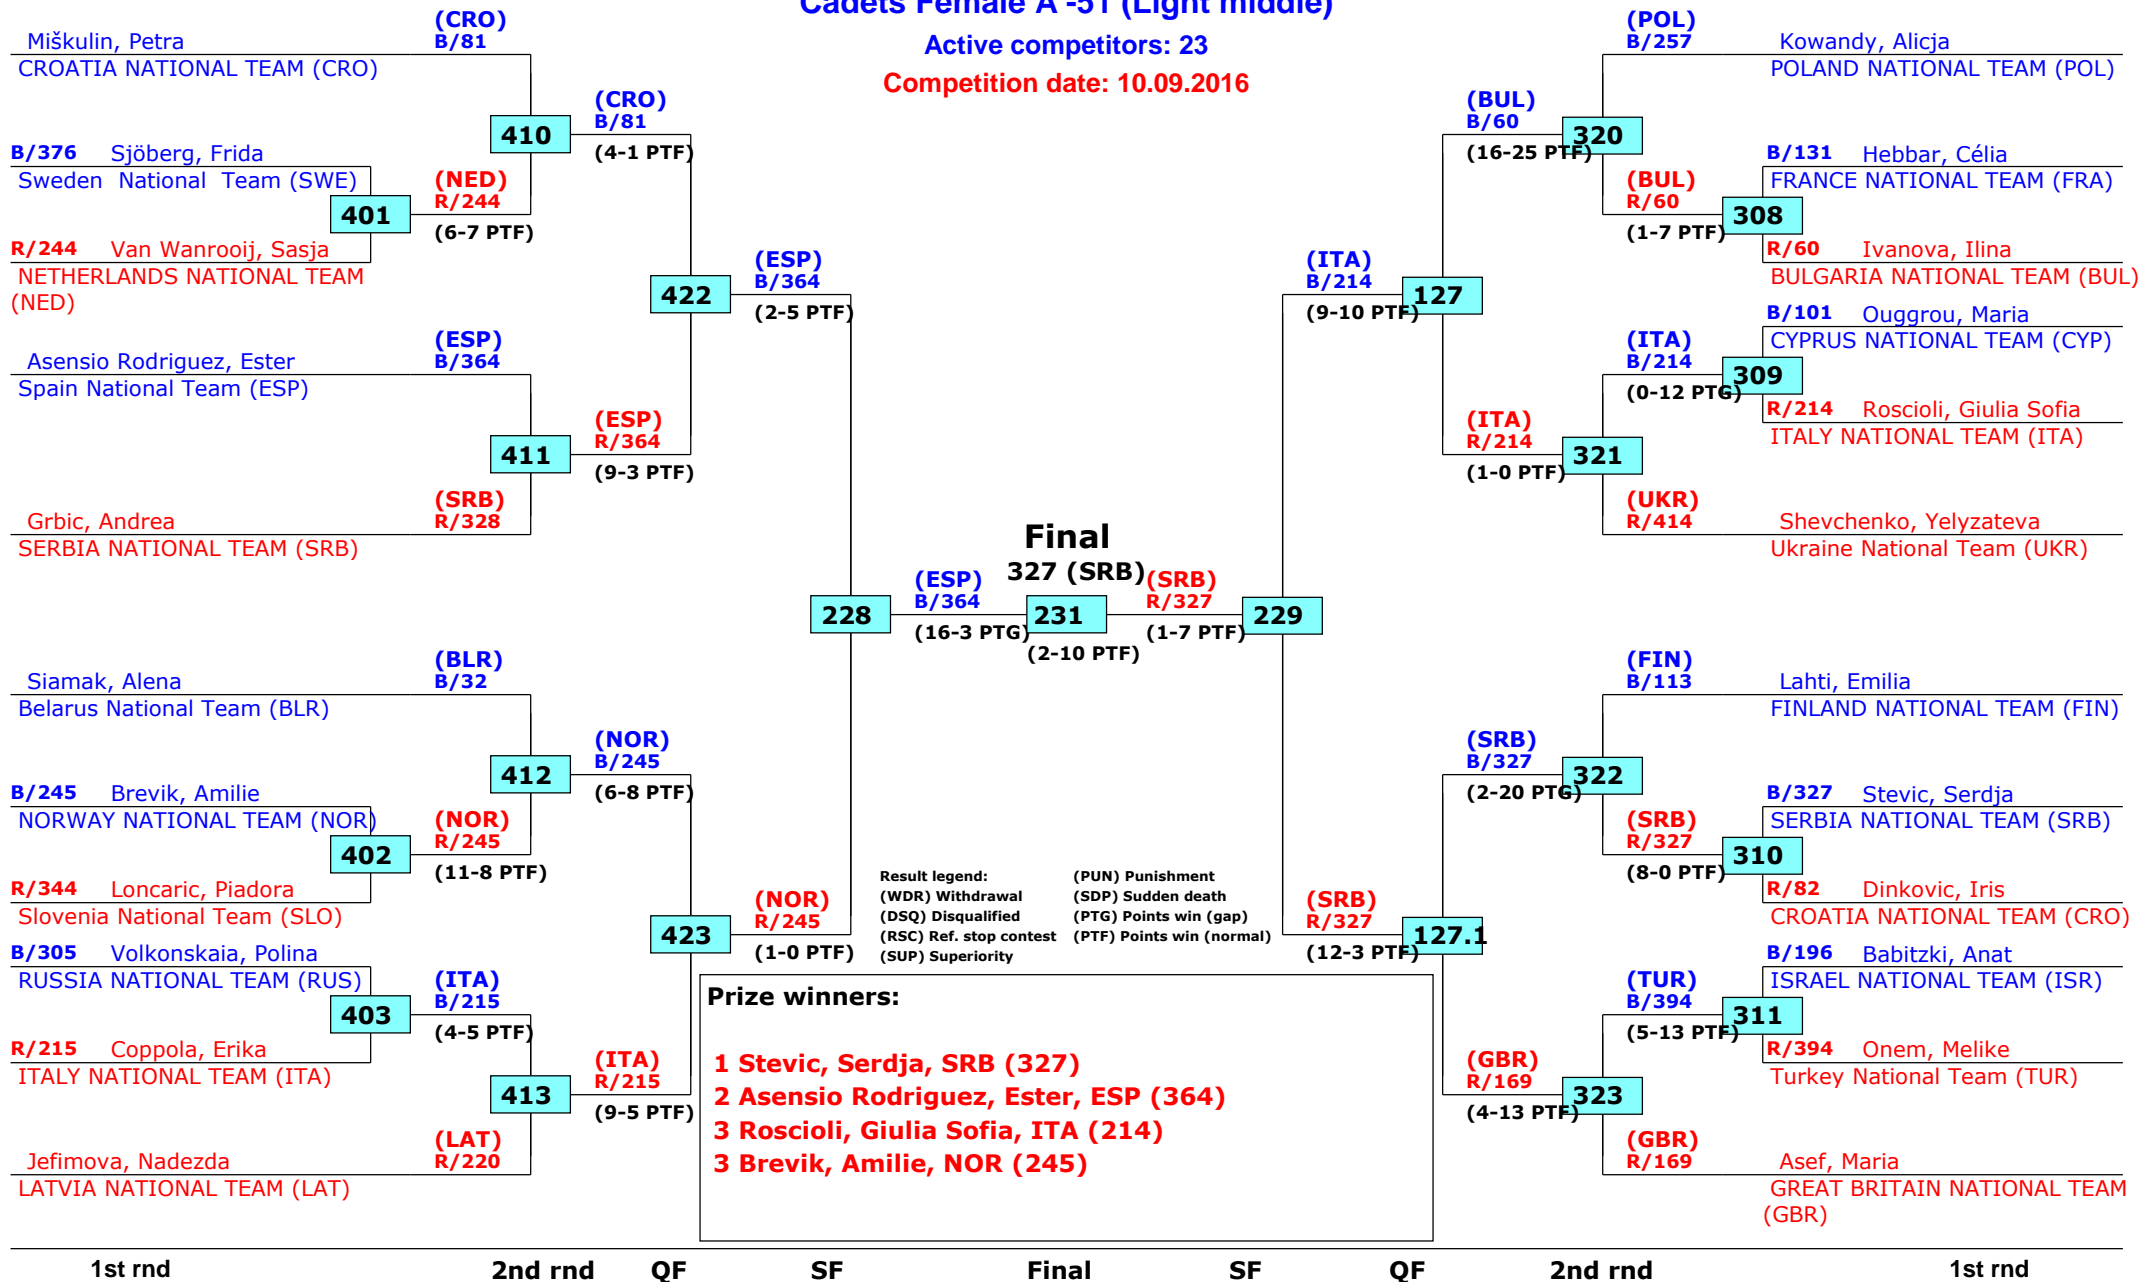 Cadets Female A -51 (Light middle)
Active competitors: 23
Competition date: 10.09.2016
Miškulin, Petra
CROATIA NATIONAL TEAM (CRO)
(CRO)
B/81
B/376 Sjöberg, Frida
Sweden National Team (SWE)
401
R/244 Van Wanrooij, Sasja
NETHERLANDS NATIONAL TEAM
(NED)
(NED)
R/244
(6-7 PTF)
410
(CRO)
B/81
(4-1 PTF)
Asensio Rodriguez, Ester
Spain National Team (ESP)
(ESP)
B/364
411
Grbic, Andrea
SERBIA NATIONAL TEAM (SRB)
(SRB)
R/328
(ESP)
R/364
(9-3 PTF)
422
(ESP)
B/364
(2-5 PTF)
Siamak, Alena
Belarus National Team (BLR)
(BLR)
B/32
B/245 Brevik, Amilie
NORWAY NATIONAL TEAM (NOR)
402
R/344 Loncaric, Piadora
Slovenia National Team (SLO)
(NOR)
R/245
(11-8 PTF)
412
(NOR)
B/245
(6-8 PTF)
B/305 Volkonskaia, Polina
RUSSIA NATIONAL TEAM (RUS)
403
R/215 Coppola, Erika
ITALY NATIONAL TEAM (ITA)
(ITA)
B/215
(4-5 PTF)
413
Jefimova, Nadezda
LATVIA NATIONAL TEAM (LAT)
(LAT)
R/220
(ITA)
R/215
(9-5 PTF)
423
(NOR)
R/245
(1-0 PTF)
228
(ESP)
B/364
(16-3 PTG)
Final
327 (SRB)
231
(2-10 PTF)
(SRB)
R/327
(1-7 PTF)
229
(ITA)
B/214
(9-10 PTF)
127
(BUL)
B/60
(16-25 PTF)
320
(POL)
B/257
Kowandy, Alicja
POLAND NATIONAL TEAM (POL)
B/131 Hebbar, Célia
FRANCE NATIONAL TEAM (FRA)
(BUL)
R/60
(1-7 PTF)
308
R/60 Ivanova, Ilina
BULGARIA NATIONAL TEAM (BUL)
B/101 Ouggrou, Maria
CYPRUS NATIONAL TEAM (CYP)
(ITA)
B/214
(0-12 PTG)
309
R/214 Roscioli, Giulia Sofia
ITALY NATIONAL TEAM (ITA)
(ITA)
R/214
(1-0 PTF)
321
(UKR)
R/414
Shevchenko, Yelyzateva
Ukraine National Team (UKR)
(FIN)
B/113
Lahti, Emilia
FINLAND NATIONAL TEAM (FIN)
(SRB)
B/327
(2-20 PTG)
322
B/327 Stevic, Serdja
SERBIA NATIONAL TEAM (SRB)
(SRB)
R/327
(8-0 PTF)
310
R/82 Dinkovic, Iris
CROATIA NATIONAL TEAM (CRO)
(SRB)
R/327
(12-3 PTF)
127.1
B/196 Babitzki, Anat
ISRAEL NATIONAL TEAM (ISR)
(TUR)
B/394
(5-13 PTF)
311
R/394 Onem, Melike
Turkey National Team (TUR)
(GBR)
R/169
(4-13 PTF)
323
(GBR)
R/169
Asef, Maria
GREAT BRITAIN NATIONAL TEAM
(GBR)
Result legend: (PUN) Punishment
(WDR) Withdrawal (SDP) Sudden death
(DSQ) Disqualified (PTG) Points win (gap)
(RSC) Ref. stop contest (PTF) Points win (normal)
(SUP) Superiority
Prize winners:
1 Stevic, Serdja, SRB (327)
2 Asensio Rodriguez, Ester, ESP (364)
3 Roscioli, Giulia Sofia, ITA (214)
3 Brevik, Amilie, NOR (245)
1st rnd 2nd rnd QF SF Final SF QF 2nd rnd 1st rnd